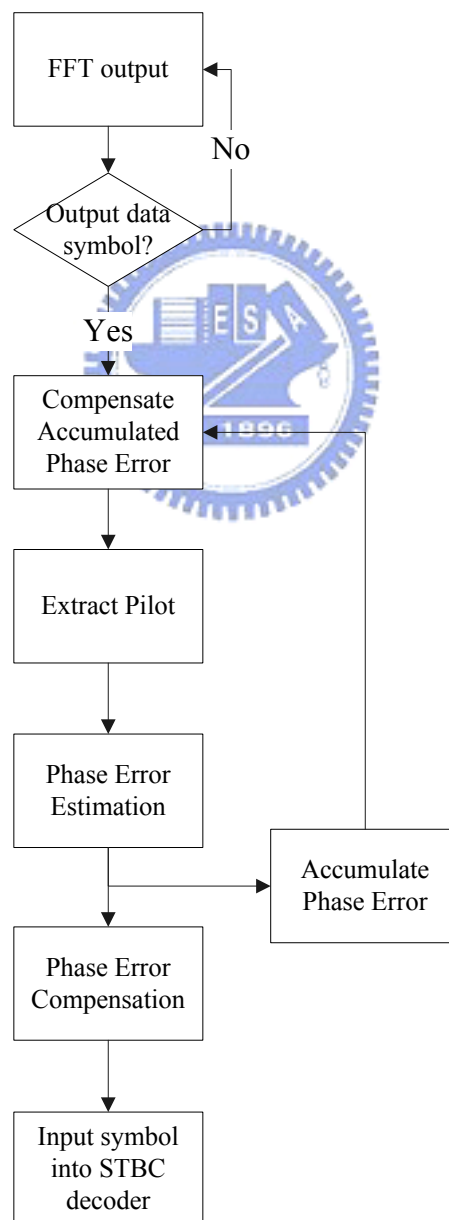 FFT output
No
Output data
symbol?
Yes
E S A
1896
Compensate
Accumulated
Phase Error
Extract Pilot
Phase Error
Estimation
Accumulate
Phase Error
Phase Error
Compensation
Input symbol
into STBC
decoder